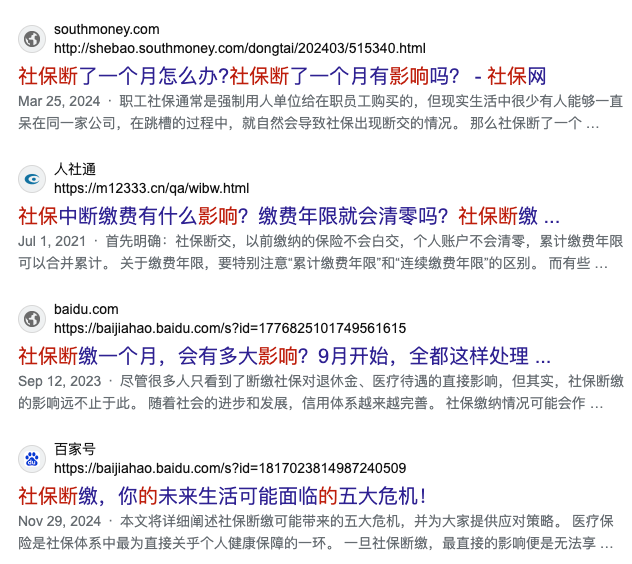 southmoney.com
http://shebao.southmoney.com/dongtai/202403/515340.html
社保断了一个月怎么办?社保断了一个月有影响吗? - 社保网
Mar 25, 2024 · 职工社保通常是强制用人单位给在职员工购买的，但现实生活中很少有人能够一直
呆在同一家公司，在跳槽的过程中，就自然会导致社保出现断交的情况。 那么社保断了一个 ...
人社通
https://m12333.cn/qa/wibw.html
社保中断缴费有什么影响？缴费年限就会清零吗？社保断缴 ...
Jul 1, 2021 · 首先明确：社保断交，以前缴纳的保险不会白交，个人账户不会清零，累计缴费年限
可以合并累计。 关于缴费年限，要特别注意“累计缴费年限”和“连续缴费年限”的区别。 而有些 ...
baidu.com
https://baijiahao.baidu.com/s?id=1776825101749561615
社保断缴一个月，会有多大影响？9月开始，全都这样处理 ...
Sep 12, 2023 · 尽管很多人只看到了断缴社保对退休金、医疗待遇的直接影响，但其实，社保断缴
的影响远不止于此。 随着社会的进步和发展，信用体系越来越完善。 社保缴纳情况可能会作 ...
百家号
https://baijiahao.baidu.com/s?id=1817023814987240509
社保断缴，你的未来生活可能面临的五大危机！
Nov 29, 2024 · 本文将详细阐述社保断缴可能带来的五大危机，并为大家提供应对策略。 医疗保
险是社保体系中最为直接关乎个人健康保障的一环。 一旦社保断缴，最直接的影响便是无法享 ...